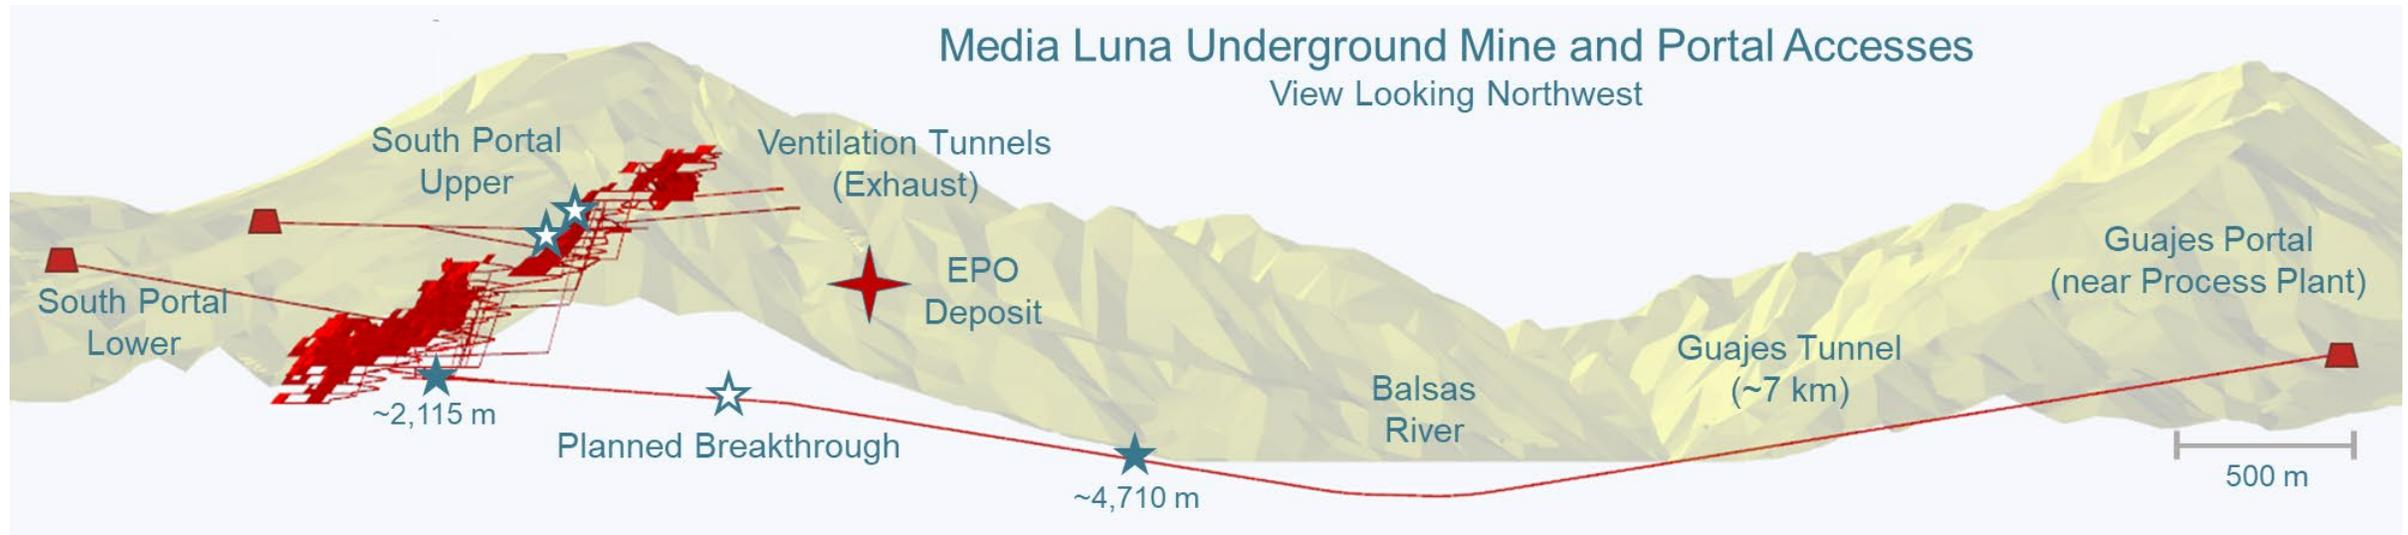 Media Luna Underground Mine and Portal Accesses
View Looking Northwest
South Portal
Upper
Ventilation Tunnels
(Exhaust)
South Portal
Lower
EPO
Deposit
Guajes Portal
(near Process Plant)
Guajes Tunnel
(~7 km)
Balsas
River
~2,115 m
Planned Breakthrough
~4,710 m
500 m